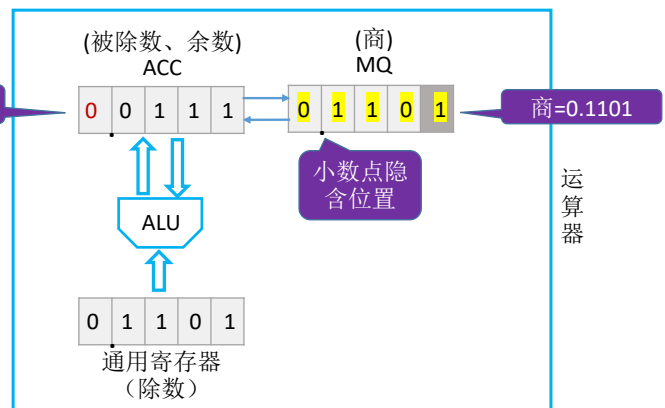 (被除数、余数)
ACC
(商)
MQ
0 0 1 1 1
0 1 1 0 1
商=0.1101
小数点隐
含位置
运
算
器
ALU
0 1 1 0 1
通用寄存器
（除数）